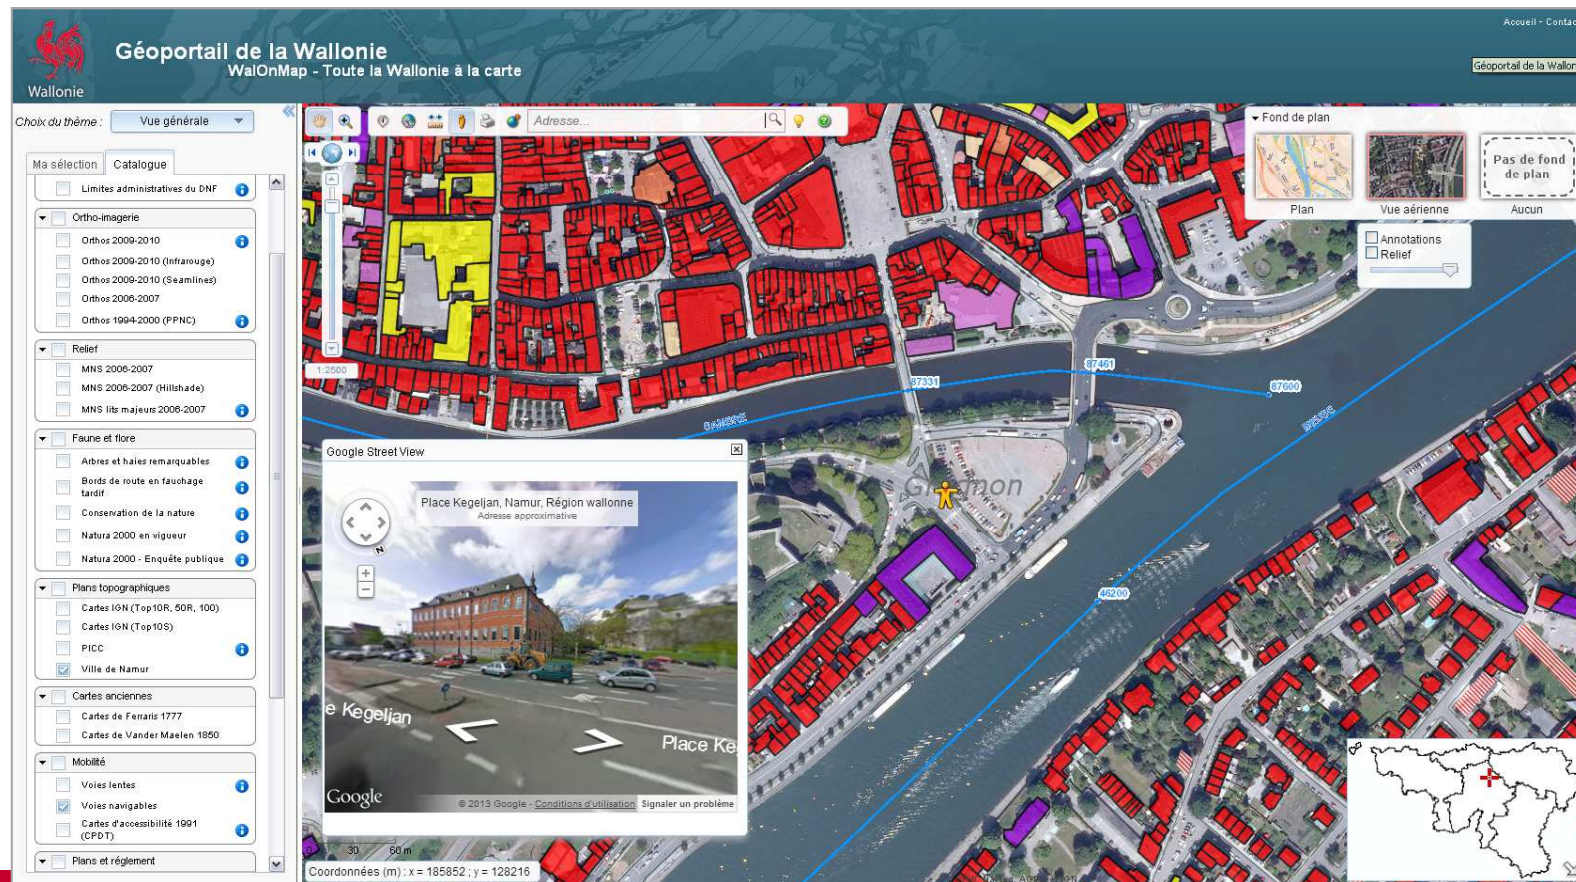 Accueil - Contac
Géoportail de la Wallonie
WalOnMap - Toute la Wallonie à la carte
Géoportail de la Wallon
Wallonie
N
Choix du thème :
Vue générale
Adresse...
Fond de plan
Ma sélection
Catalogue
Pas de fond
de plan
Plan
Vue aérienne
Aucun
Annotations
Relief
Limites administratives du DNF
Ortho-imagerie
Orthos 2009-2010
Orthos 2009-2010 (Infrarouge)
Orthos 2009-2010 (Seamlines)
Orthos 2006-2007
Orthos 1994-2000 (PPNC)
Relief
MNS 2006-2007
MNS 2006-2007 (Hillshade)
MNS lits majeurs 2006-2007
Faune et flore
Arbres et haies remarquables
Bords de route en fauchage
tardif
Conservation de la nature
Natura 2000 en vigueur
Natura 2000 - Enquête publique
Plans topographiques
Cartes IGN (Top10R, 50R, 100)
Cartes IGN (Top10S)
PICC
Ville de Namur
Cartes anciennes
Cartes de Ferraris 1777
Cartes de Vander Maelen 1850
Mobilité
Voies lentes
Voies navigables
Cartes d'accessibilité 1991
(CPDT)
Plans et réglement
1:2500
87331
87461
87600
SAMBRE
MEUSE
46200
Google Street View
Place Kegeljan, Namur, Région wallonne
Adresse approximative
N
e Kegeljan
Place Ke
Google
© 2013 Google - Conditions d'utilisation
Signaler un problème
0 30 60 m
Coordonnées (m) : x = 185852 ; y = 128216